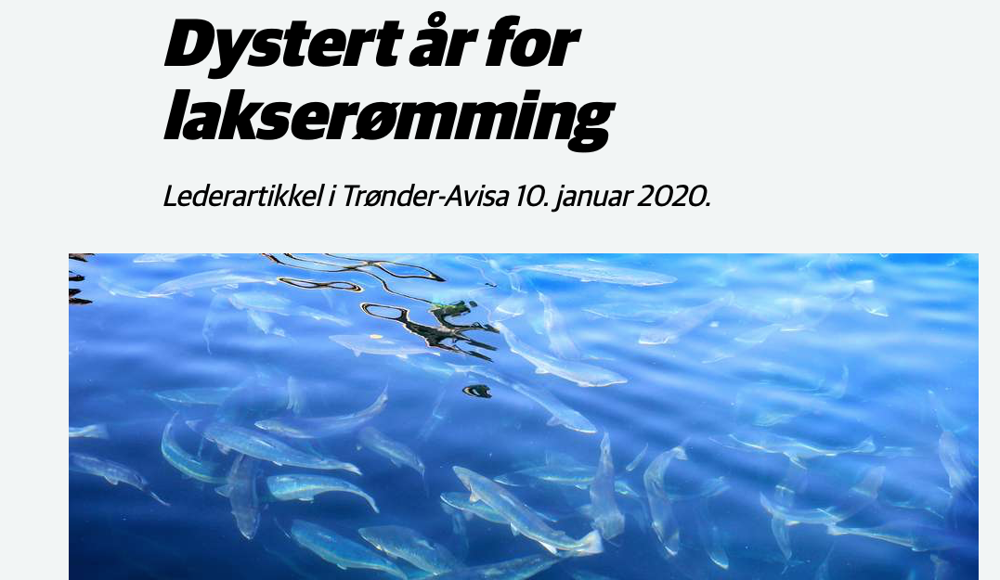 Dystert år for
lakserømming
Lederartikkel i Trønder-Avisa 10. januar 2020.